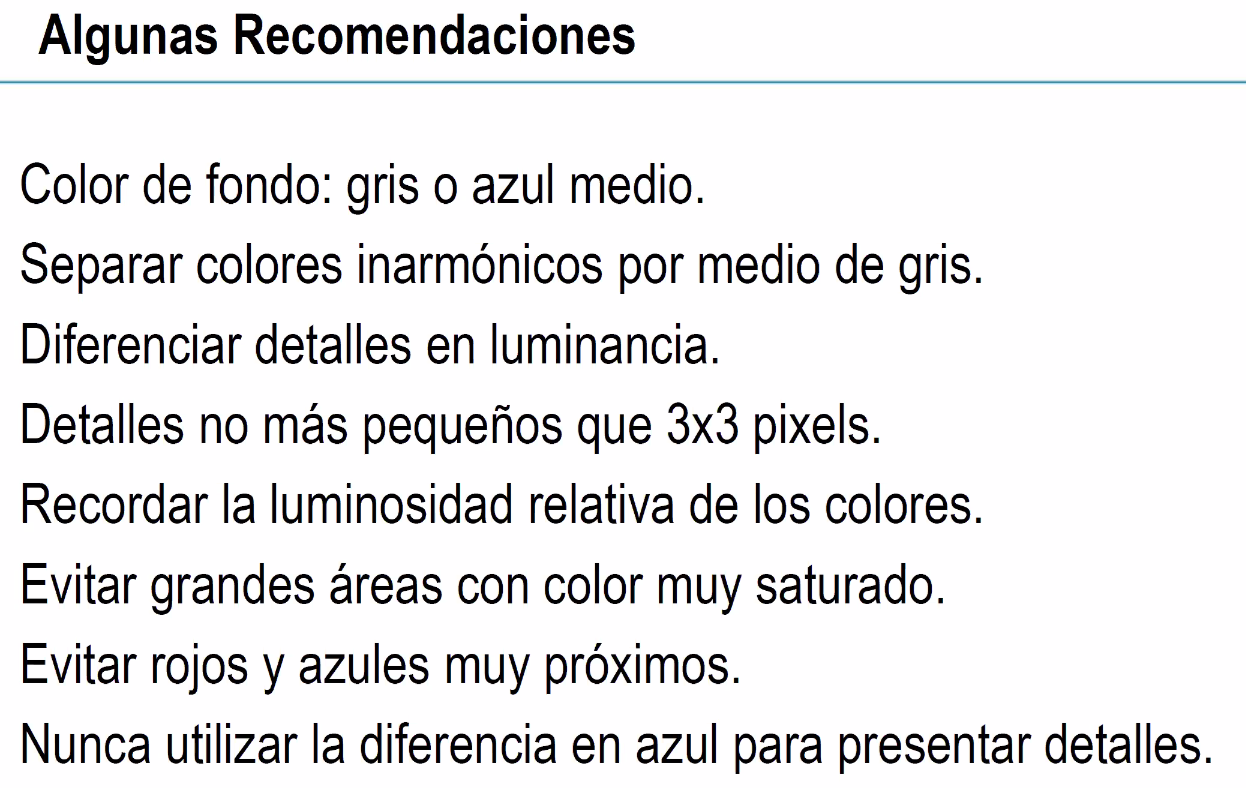 Algunas Recomendaciones
Color de fondo: gris o azul medio.
Separar colores inarmónicos por medio de gris.
Diferenciar detalles en luminancia.
Detalles no más pequeños que 3x3 pixels.
Recordar la luminosidad relativa de los colores.
Evitar grandes áreas con color muy saturado.
Evitar rojos y azules muy próximos.
Nunca utilizar la diferencia en azul para presentar detalles.